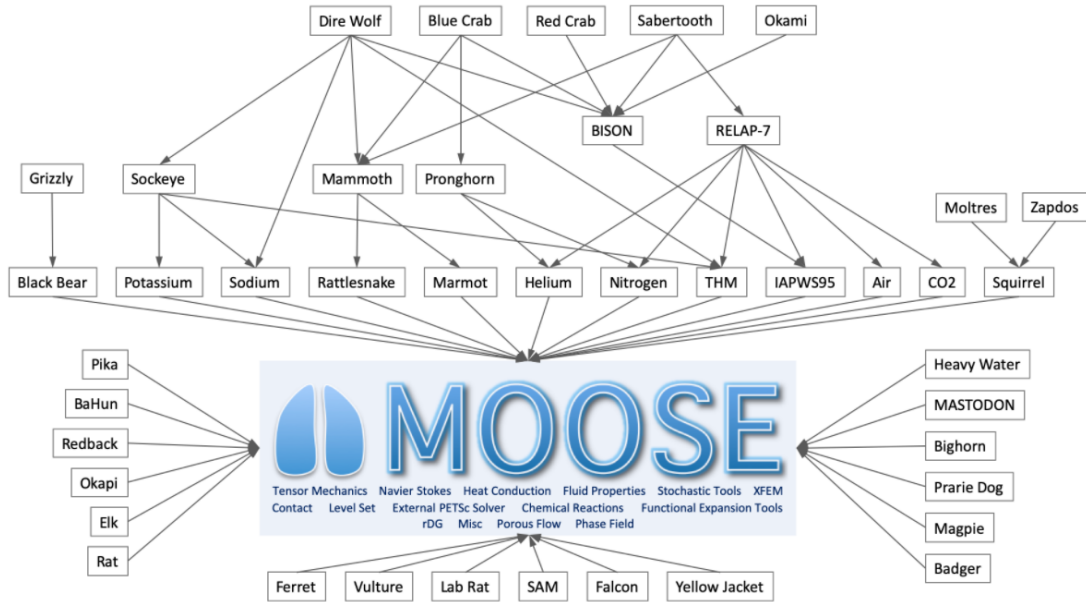 Dire Wolf
Blue Crab
Red Crab
Sabertooth
Okami
BISON
RELAP-7
Grizzly
Sockeye
Mammoth
Pronghorn
Moltres
Zapdos
Black Bear
Potassium
Sodium
Rattlesnake
Marmot
Helium
Nitrogen
THM
IAPWS95
Air
CO2
Squirrel
Pika
BaHun
Redback
Okapi
Elk
Rat
MOOSE
Tensor Mechanics Navier Stokes Heat Conduction Fluid Properties Stochastic Tools XFEM
Contact Level Set External PETSc Solver Chemical Reactions Functional Expansion Tools
rDG Misc Porous Flow Phase Field
Heavy Water
MASTODON
Bighorn
Prarie Dog
Magpie
Badger
Ferret
Vulture
Lab Rat
SAM
Falcon
Yellow Jacket